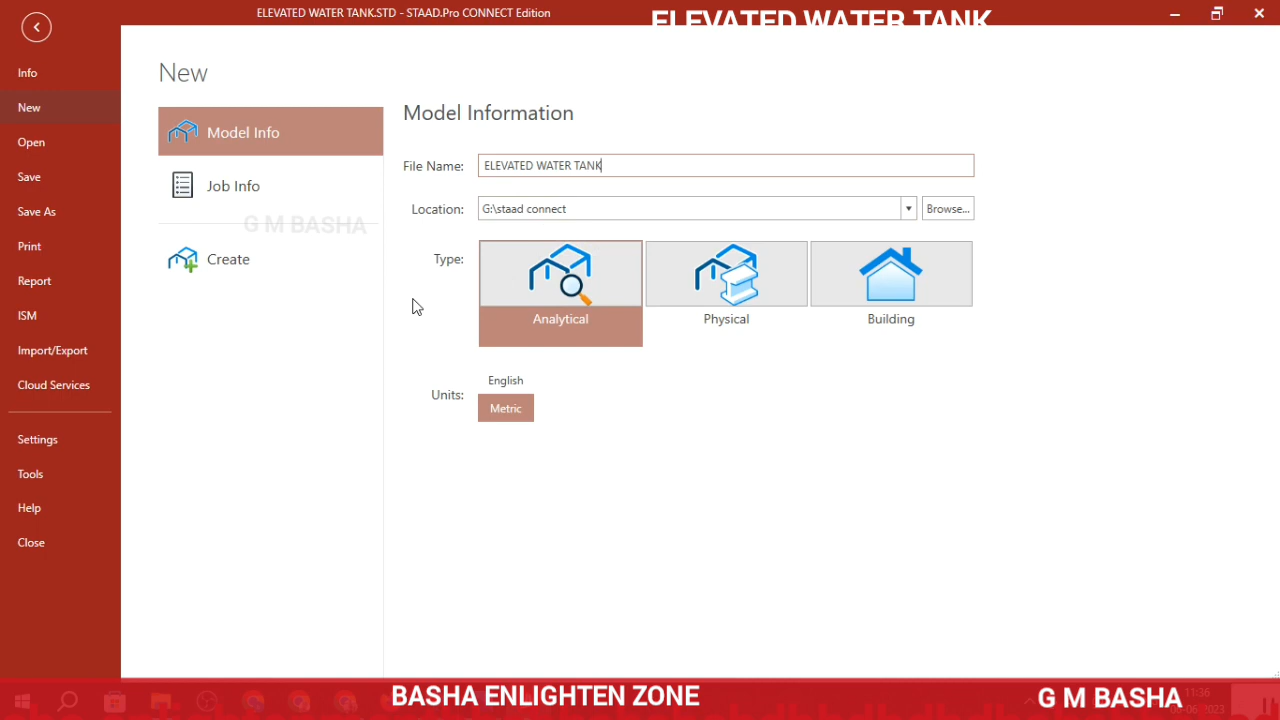 ELEVATED WATER TANK.STD - STAAD.Pro CONNECT Edition
ELEVATED WATER TANK
Info
New
Open
Save
Save As
Print
Report
ISM
Import/Export
Cloud Services
Settings
Tools
Help
Close
New
Model Info
Job Info
G M BASHA
Create
Model Information
File Name: ELEVATED WATER TANK
Location: G:\staad connect Browse...
Type:
Analytical Physical Building
English
Units:
Metric
BASHA ENLIGHTEN ZONE
G M BASHA
11:36